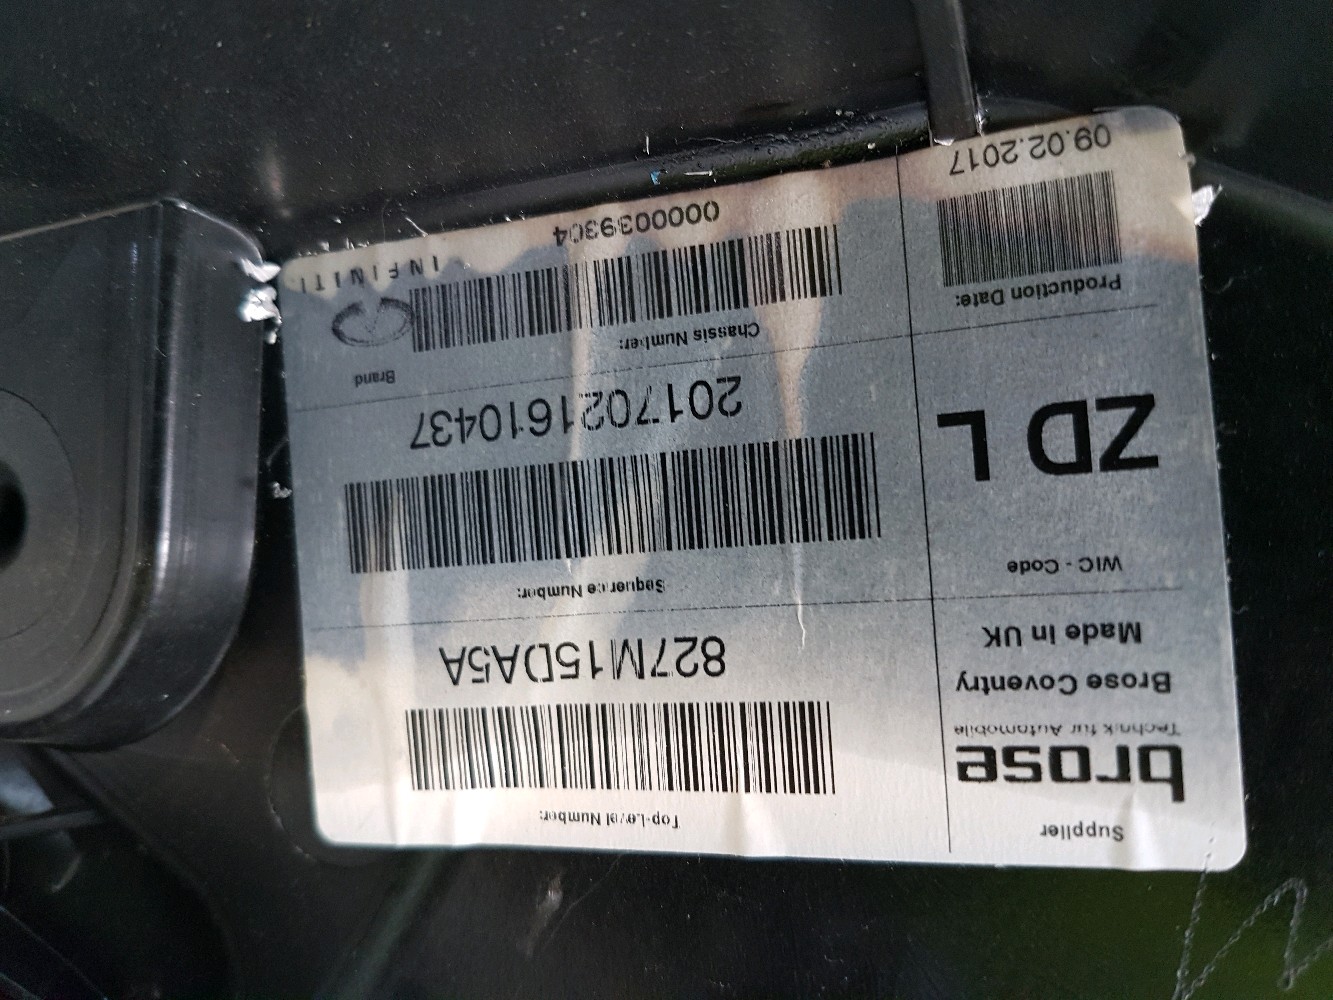 Supplier
brose
Technik für Automobile
Brose Coventry
Made in UK
WIC - Code
ZD L
Production Date:
09.02.2017
Top-Level Number:
827M15DA5A
Sequence Number:
2017021610437
Chassis Number:
0000039304
Brand
INFINITI